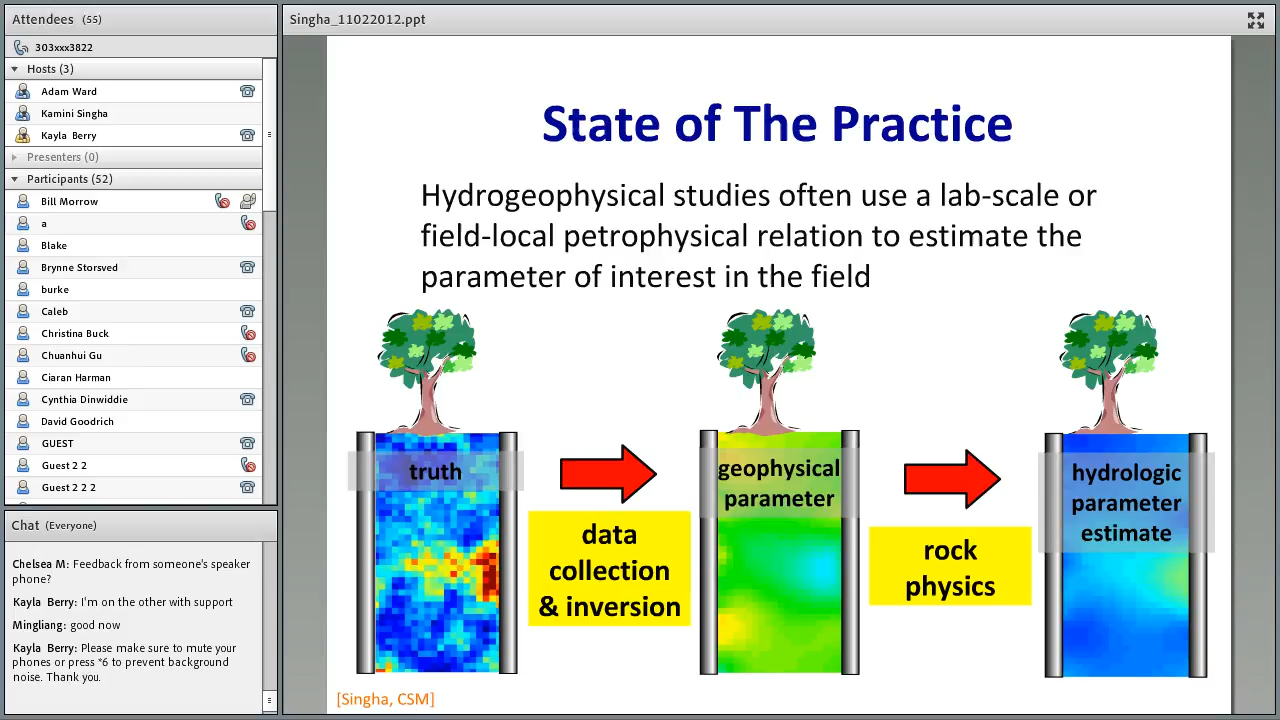 Attendees (55)
303xxx3822
Hosts (3)
Adam Ward
Kamini Singha
Kayla Berry
Presenters (0)
Participants (52)
Bill Morrow
a
Blake
Brynne Storsved
burke
Caleb
Christina Buck
Chuanhui Gu
Ciaran Harman
Cynthia Dinwiddie
David Goodrich
GUEST
Guest 2 2
Guest 2 2 2
Chat (Everyone)
Chelsea M: Feedback from someone's speaker
phone?
Kayla Berry: I'm on the other with support
Mingliang: good now
Kayla Berry: Please make sure to mute your
phones or press *6 to prevent background
noise. Thank you.
Singha_11022012.ppt
State of The Practice
Hydrogeophysical studies often use a lab-scale or
field-local petrophysical relation to estimate the
parameter of interest in the field
truth
data
collection
& inversion
geophysical
parameter
rock
physics
hydrologic
parameter
estimate
[Singha, CSM]